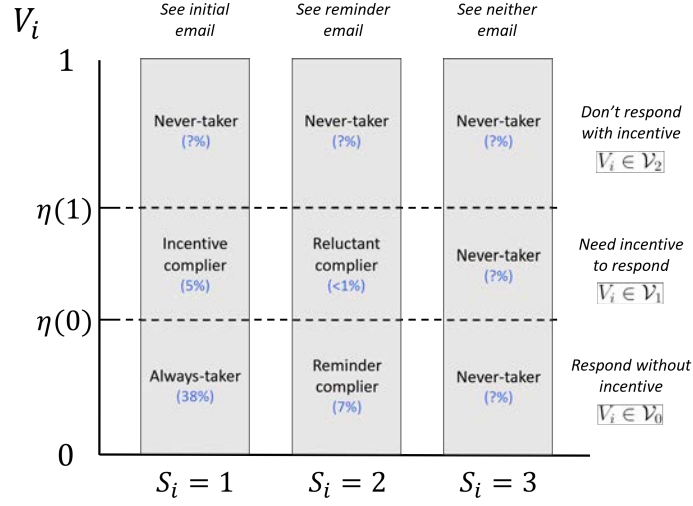 V_i
See initial
email
See reminder
email
See neither
email
1
Never-taker
(?%)
Never-taker
(?%)
Never-taker
(?%)
Don't respond
with incentive
V_i ∈ 𝒱_2
η(1)
Incentive
complier
(5%)
Reluctant
complier
(<1%)
Never-taker
(?%)
Need incentive
to respond
V_i ∈ 𝒱_1
η(0)
Always-taker
(38%)
Reminder
complier
(7%)
Never-taker
(?%)
Respond without
incentive
V_i ∈ 𝒱_0
0
S_i = 1
S_i = 2
S_i = 3